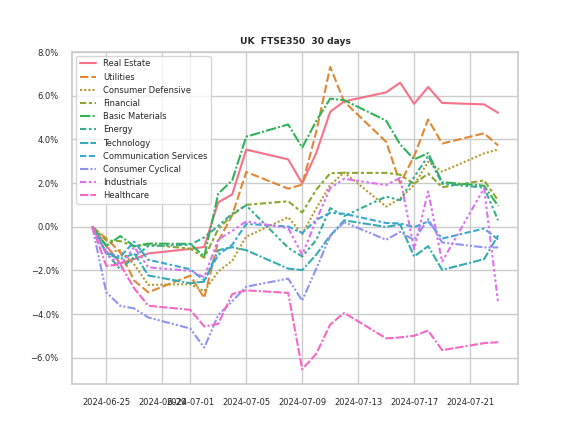 UK FTSE350 30 days
8.0%
6.0%
4.0%
2.0%
0.0%
−2.0%
−4.0%
−6.0%
Real Estate
Utilities
Consumer Defensive
Financial
Basic Materials
Energy
Technology
Communication Services
Consumer Cyclical
Industrials
Healthcare
2024-06-25 2024-06-29 2024-07-01 2024-07-05 2024-07-09 2024-07-13 2024-07-17 2024-07-21